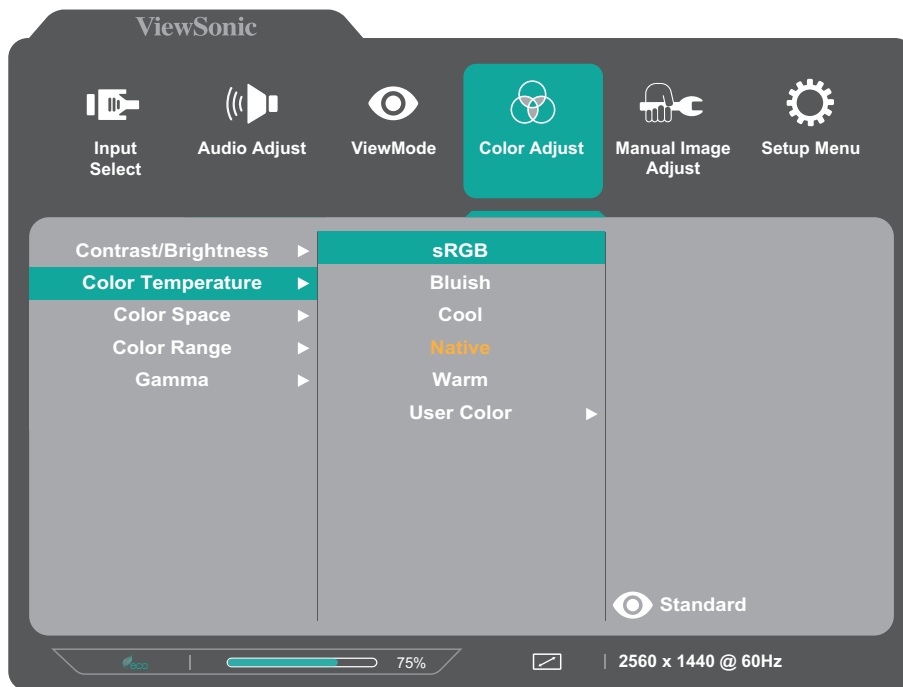 ViewSonic
Input
Select
Audio Adjust
ViewMode
Color Adjust
Manual Image
Adjust
Setup Menu
Contrast/Brightness
Color Temperature
Color Space
Color Range
Gamma
sRGB
Bluish
Cool
Native
Warm
User Color
Standard
eco
75%
2560 x 1440 @ 60Hz